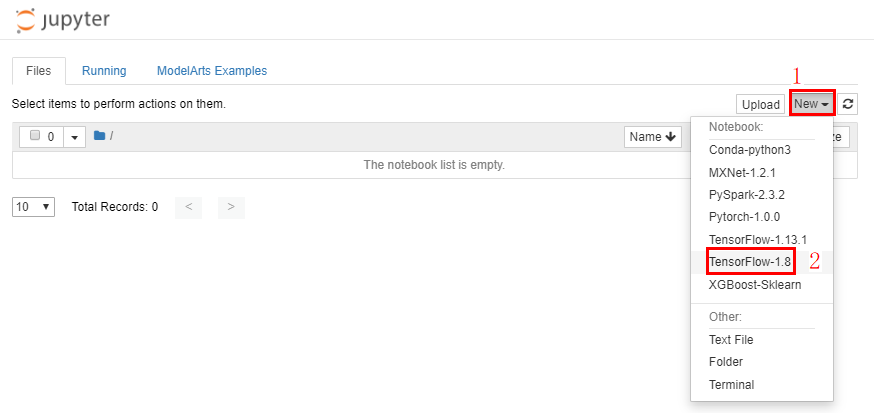 jupyter
Files Running ModelArts Examples
1
Select items to perform actions on them. Upload New
0 / Name ze
The notebook list is empty.
10 Total Records: 0 < >
Notebook:
Conda-python3
MXNet-1.2.1
PySpark-2.3.2
Pytorch-1.0.0
TensorFlow-1.13.1
TensorFlow-1.8 2
XGBoost-Sklearn
Other:
Text File
Folder
Terminal